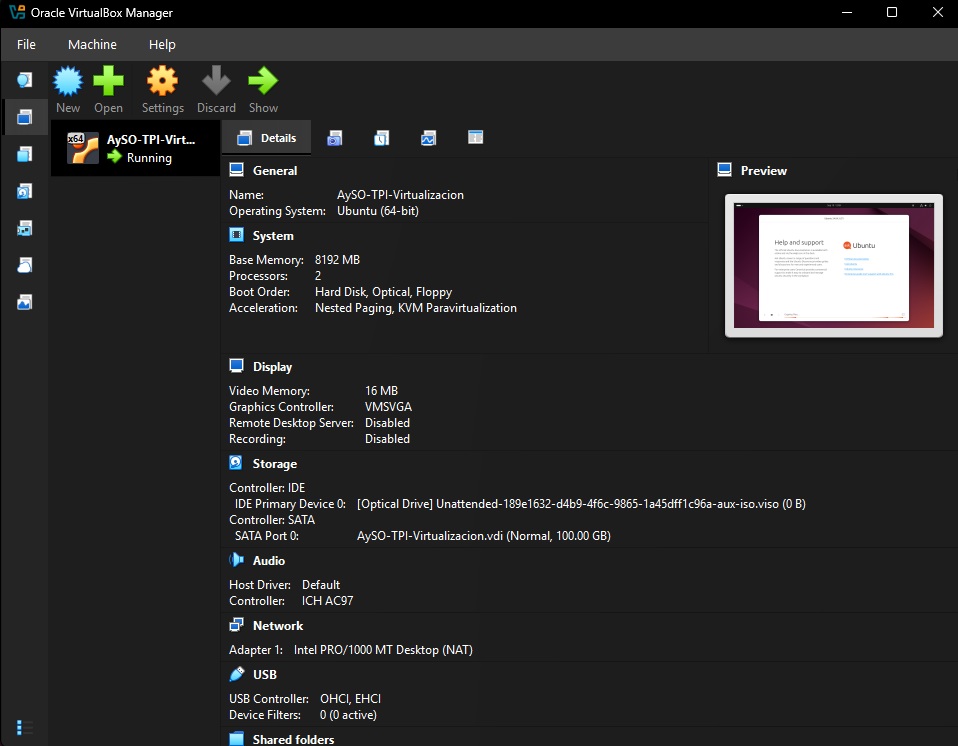 Oracle VirtualBox Manager
File Machine Help
New Open Settings Discard Show
x64
AySO-TPI-Virt...
Running
Details
General
Name: AySO-TPI-Virtualizacion
Operating System: Ubuntu (64-bit)
System
Base Memory: 8192 MB
Processors: 2
Boot Order: Hard Disk, Optical, Floppy
Acceleration: Nested Paging, KVM Paravirtualization
Preview
Help and support
Ubuntu
Display
Video Memory: 16 MB
Graphics Controller: VMSVGA
Remote Desktop Server: Disabled
Recording: Disabled
Storage
Controller: IDE
IDE Primary Device 0: [Optical Drive] Unattended-189e1632-d4b9-4f6c-9865-1a45dff1c96a-aux-iso.viso (0 B)
Controller: SATA
SATA Port 0: AySO-TPI-Virtualizacion.vdi (Normal, 100.00 GB)
Audio
Host Driver: Default
Controller: ICH AC97
Network
Adapter 1: Intel PRO/1000 MT Desktop (NAT)
USB
USB Controller: OHCI, EHCI
Device Filters: 0 (0 active)
Shared folders